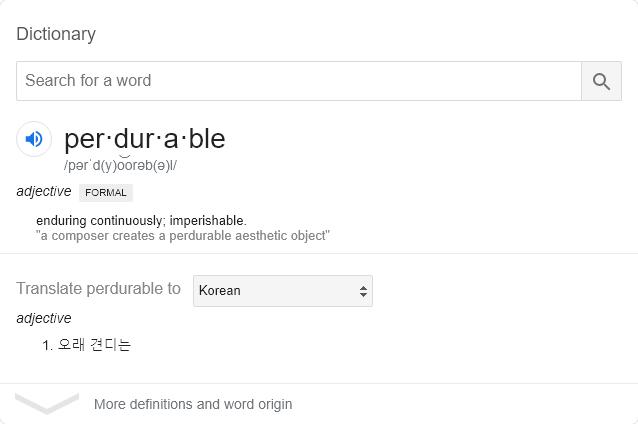 Dictionary
Search for a word
per·dur·a·ble
/pərˈd(y)o͝orəb(ə)l/
adjective FORMAL
enduring continuously; imperishable.
"a composer creates a perdurable aesthetic object"
Translate perdurable to Korean
adjective
1. 오래 견디는
More definitions and word origin